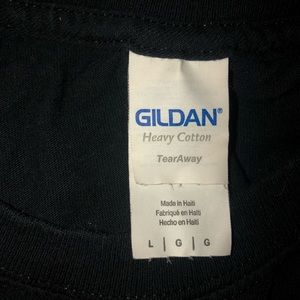 GILDAN®
Heavy Cotton
TearAway
Made in Haiti
Fabriqué en Haïti
Hecho en Haití
L | G | G